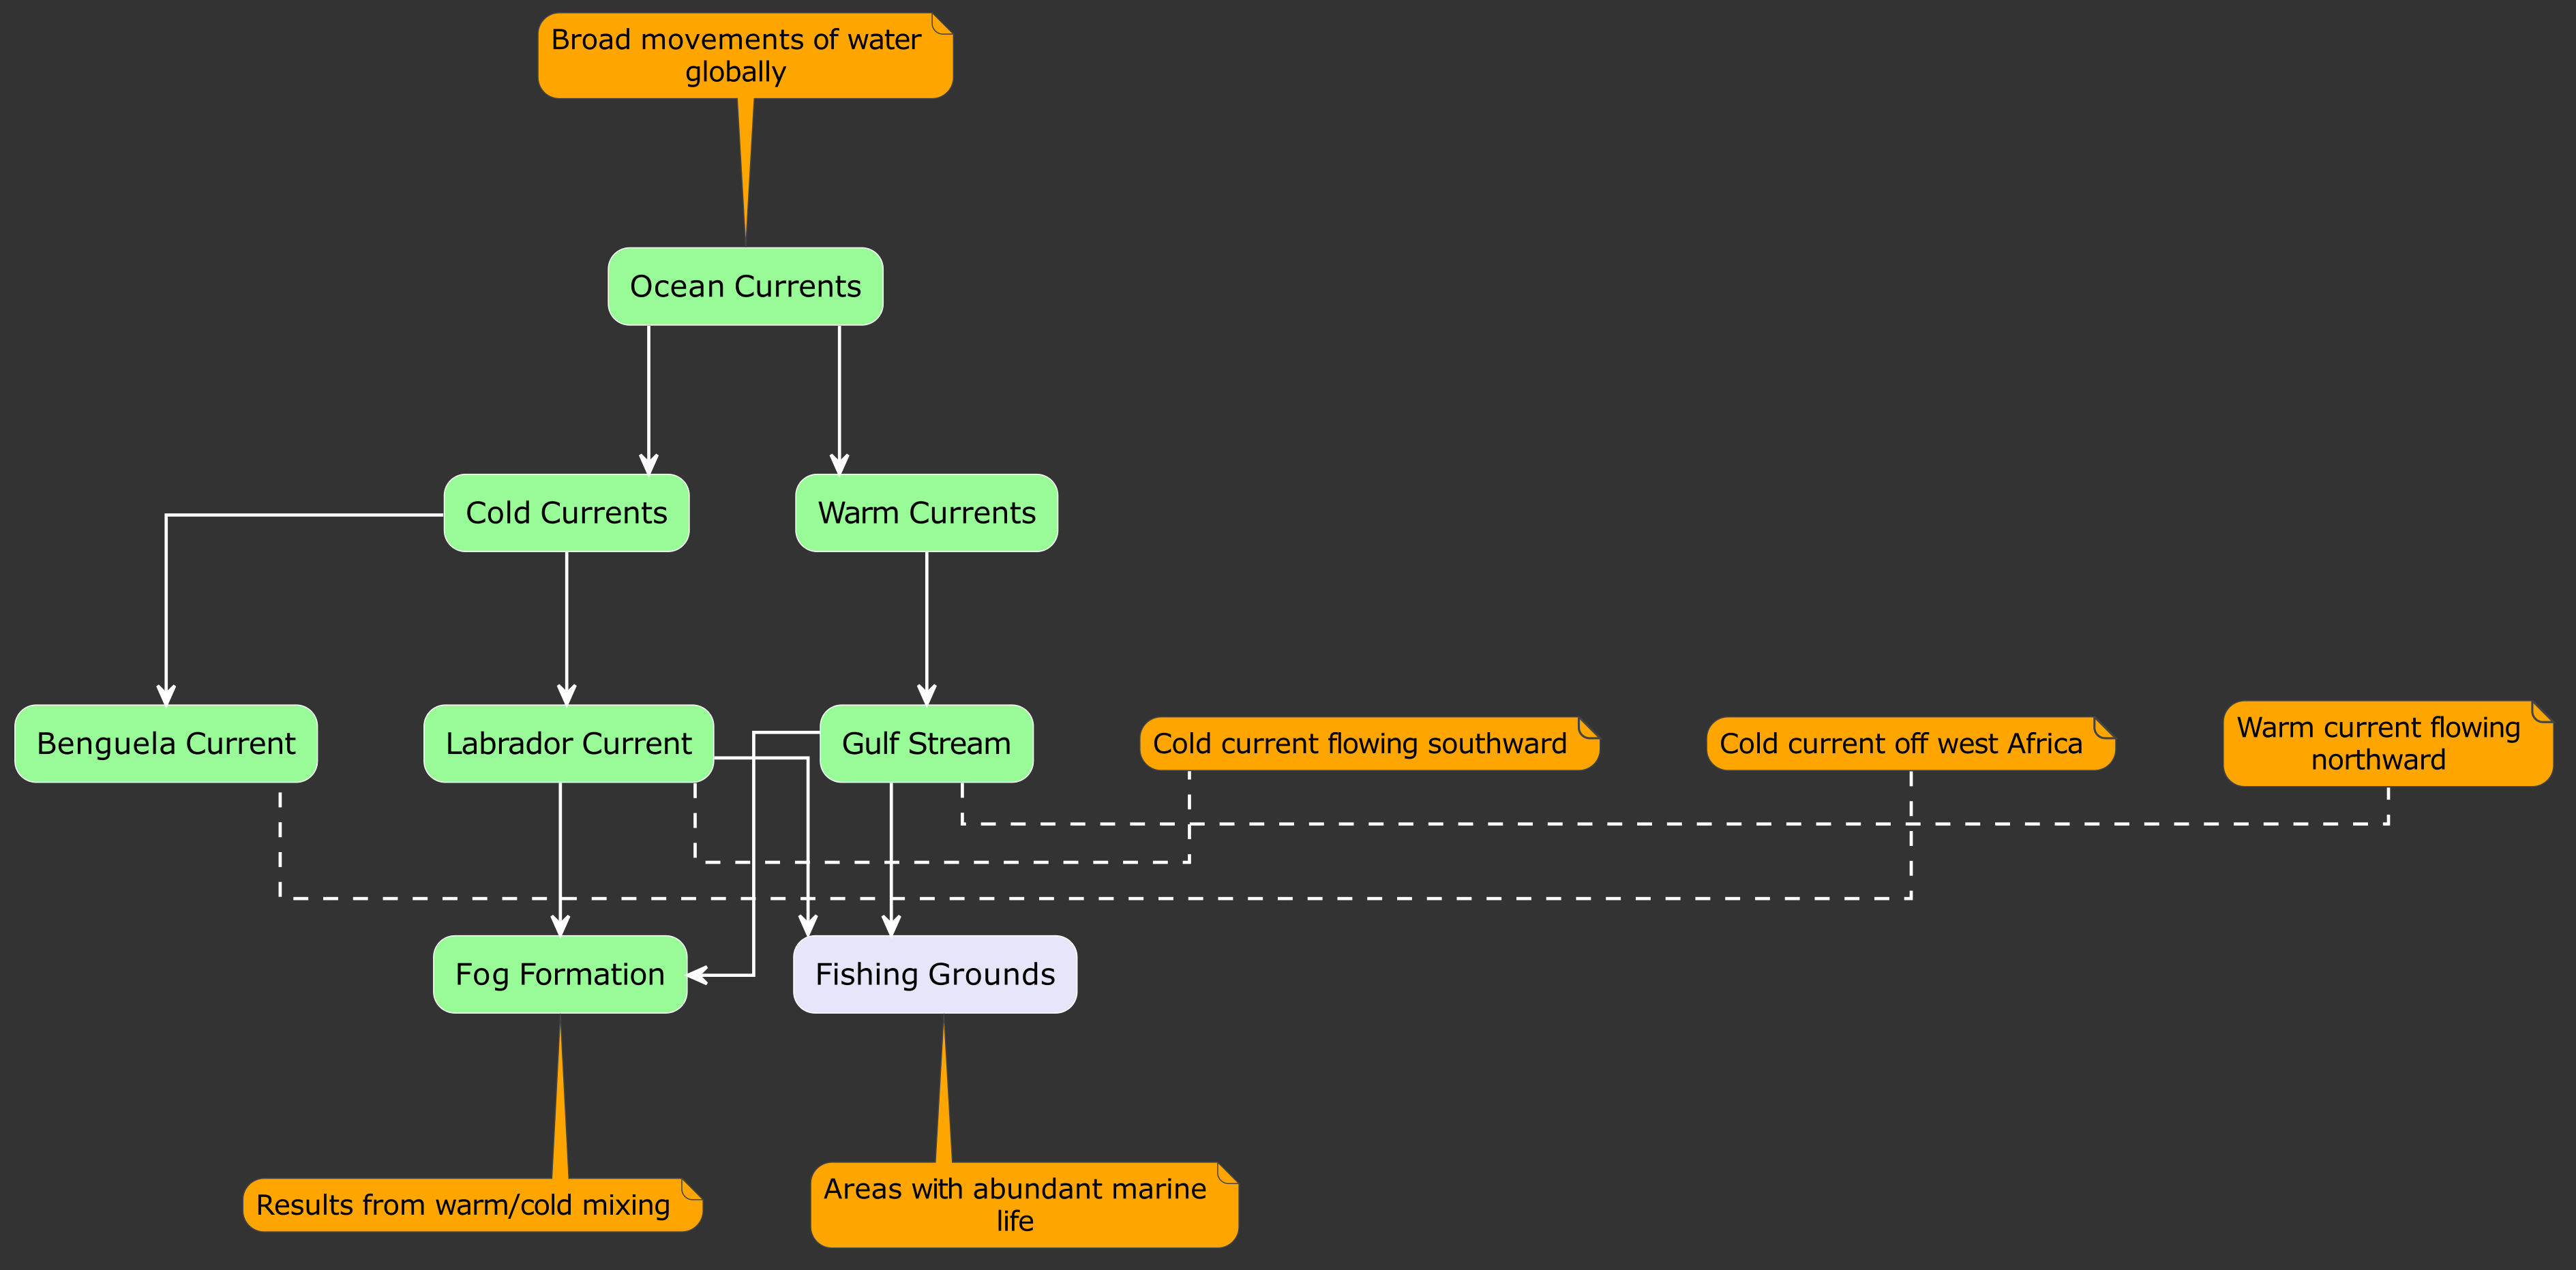 Broad movements of water
globally
Ocean Currents
Cold Currents
Warm Currents
Benguela Current
Labrador Current
Gulf Stream
Cold current flowing southward
Cold current off west Africa
Warm current flowing
northward
Fog Formation
Fishing Grounds
Results from warm/cold mixing
Areas with abundant marine
life